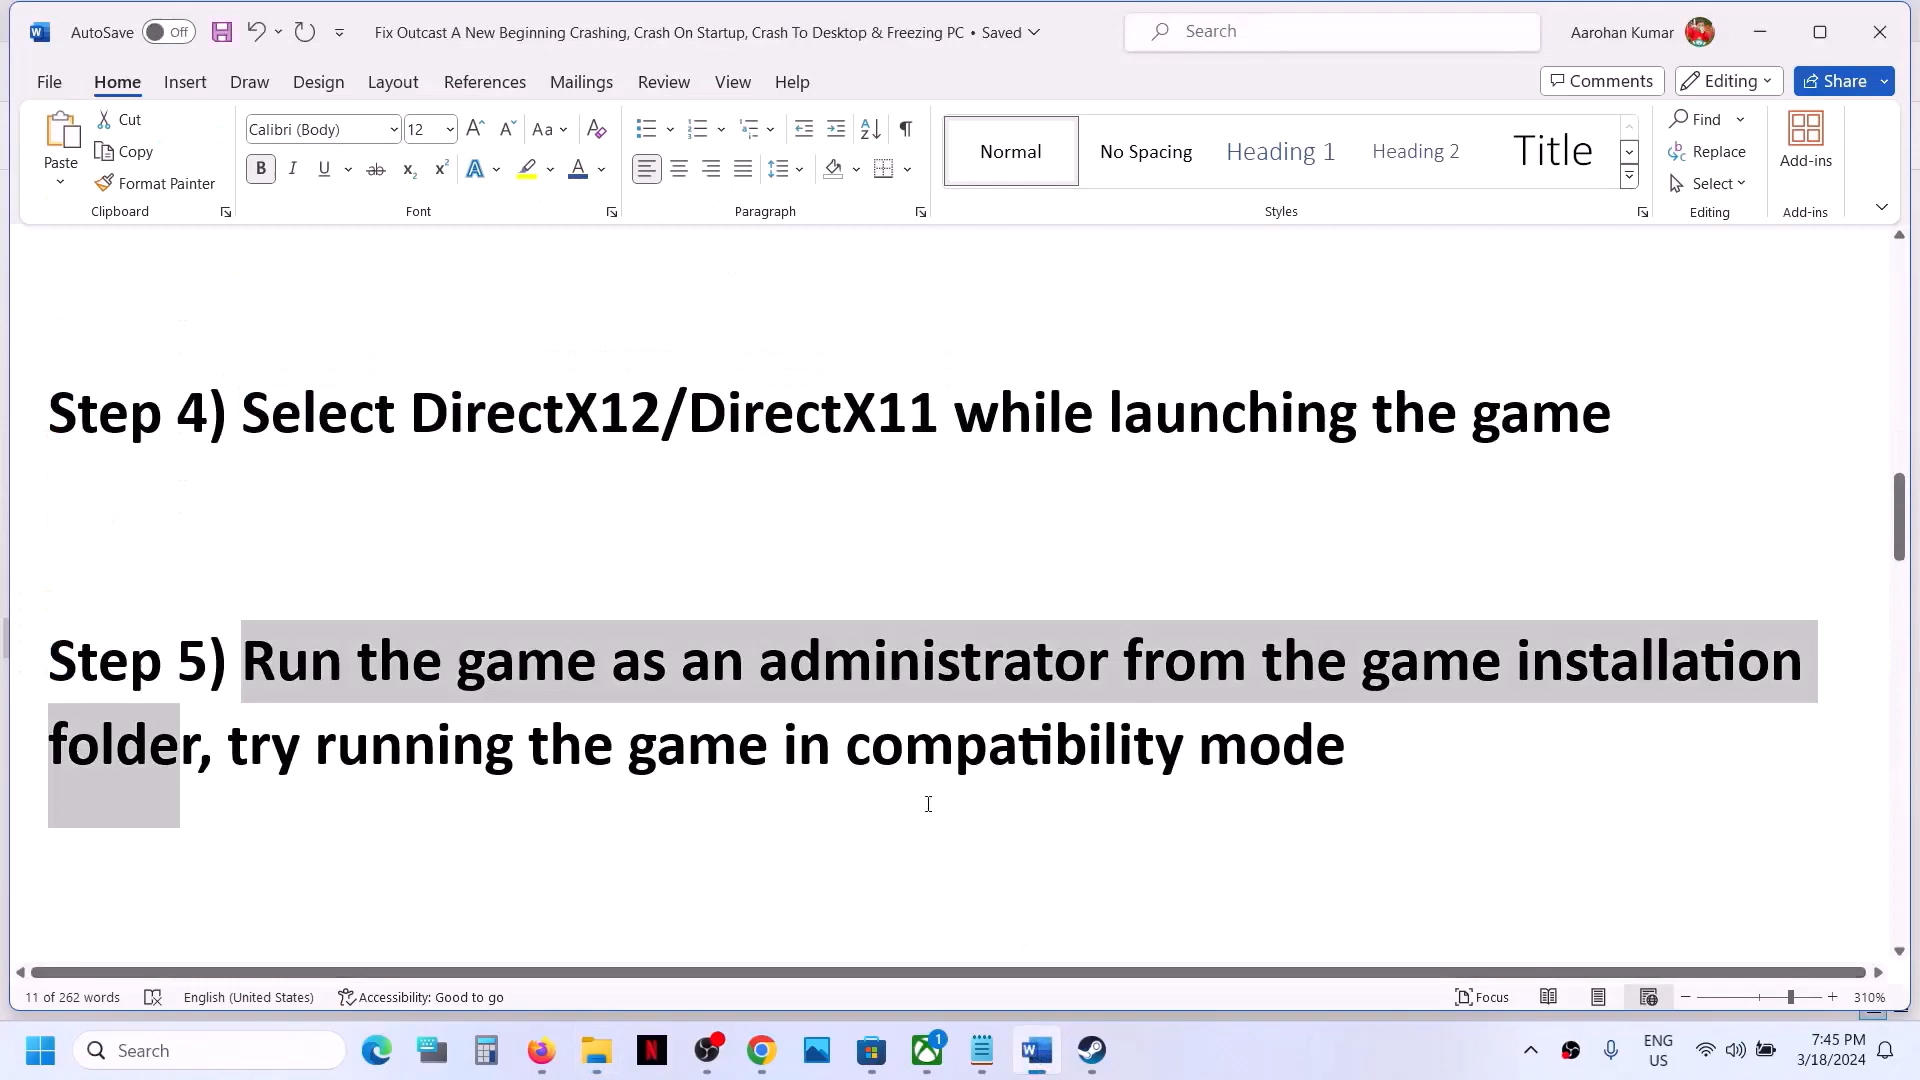 AutoSave Off Fix Outcast A New Beginning Crashing, Crash On Startup, Crash To Desktop & Freezing PC • Saved Search Aarohan Kumar
File Home Insert Draw Design Layout References Mailings Review View Help Comments Editing Share
Paste Cut Copy Format Painter
Calibri (Body) 12 Aa
Normal No Spacing Heading 1 Heading 2 Title
Find Replace Select Add-ins
Clipboard Font Paragraph Styles Editing Add-ins
Step 4) Select DirectX12/DirectX11 while launching the game
Step 5) Run the game as an administrator from the game installation
folder, try running the game in compatibility mode
11 of 262 words English (United States) Accessibility: Good to go Focus 310%
Search ENG US 7:45 PM 3/18/2024